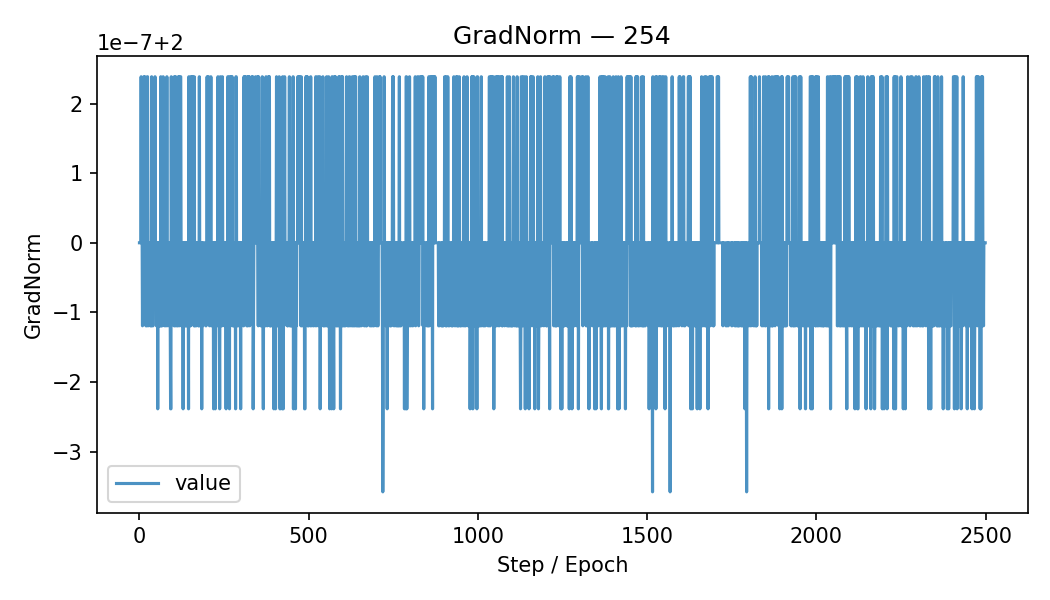 GradNorm — 254
1e−7+2
2
1
0
−1
−2
−3
GradNorm
value
0 500 1000 1500 2000 2500
Step / Epoch